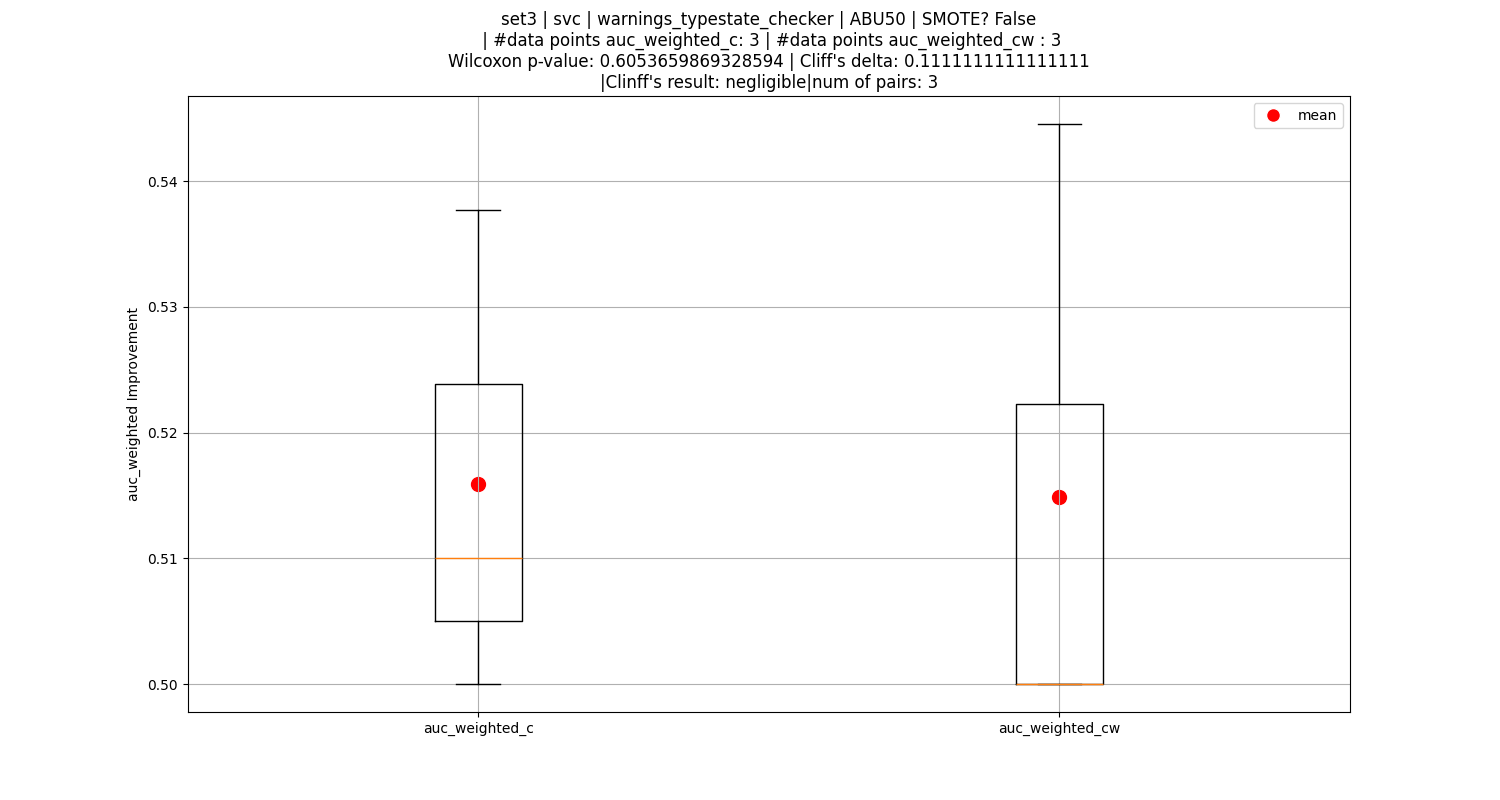 set3 | svc | warnings_typestate_checker | ABU50 | SMOTE? False
| #data points auc_weighted_c: 3 | #data points auc_weighted_cw : 3
Wilcoxon p-value: 0.6053659869328594 | Cliff's delta: 0.1111111111111111
|Clinff's result: negligible|num of pairs: 3
mean
0.54
0.53
0.52
0.51
0.50
auc_weighted Improvement
auc_weighted_c
auc_weighted_cw